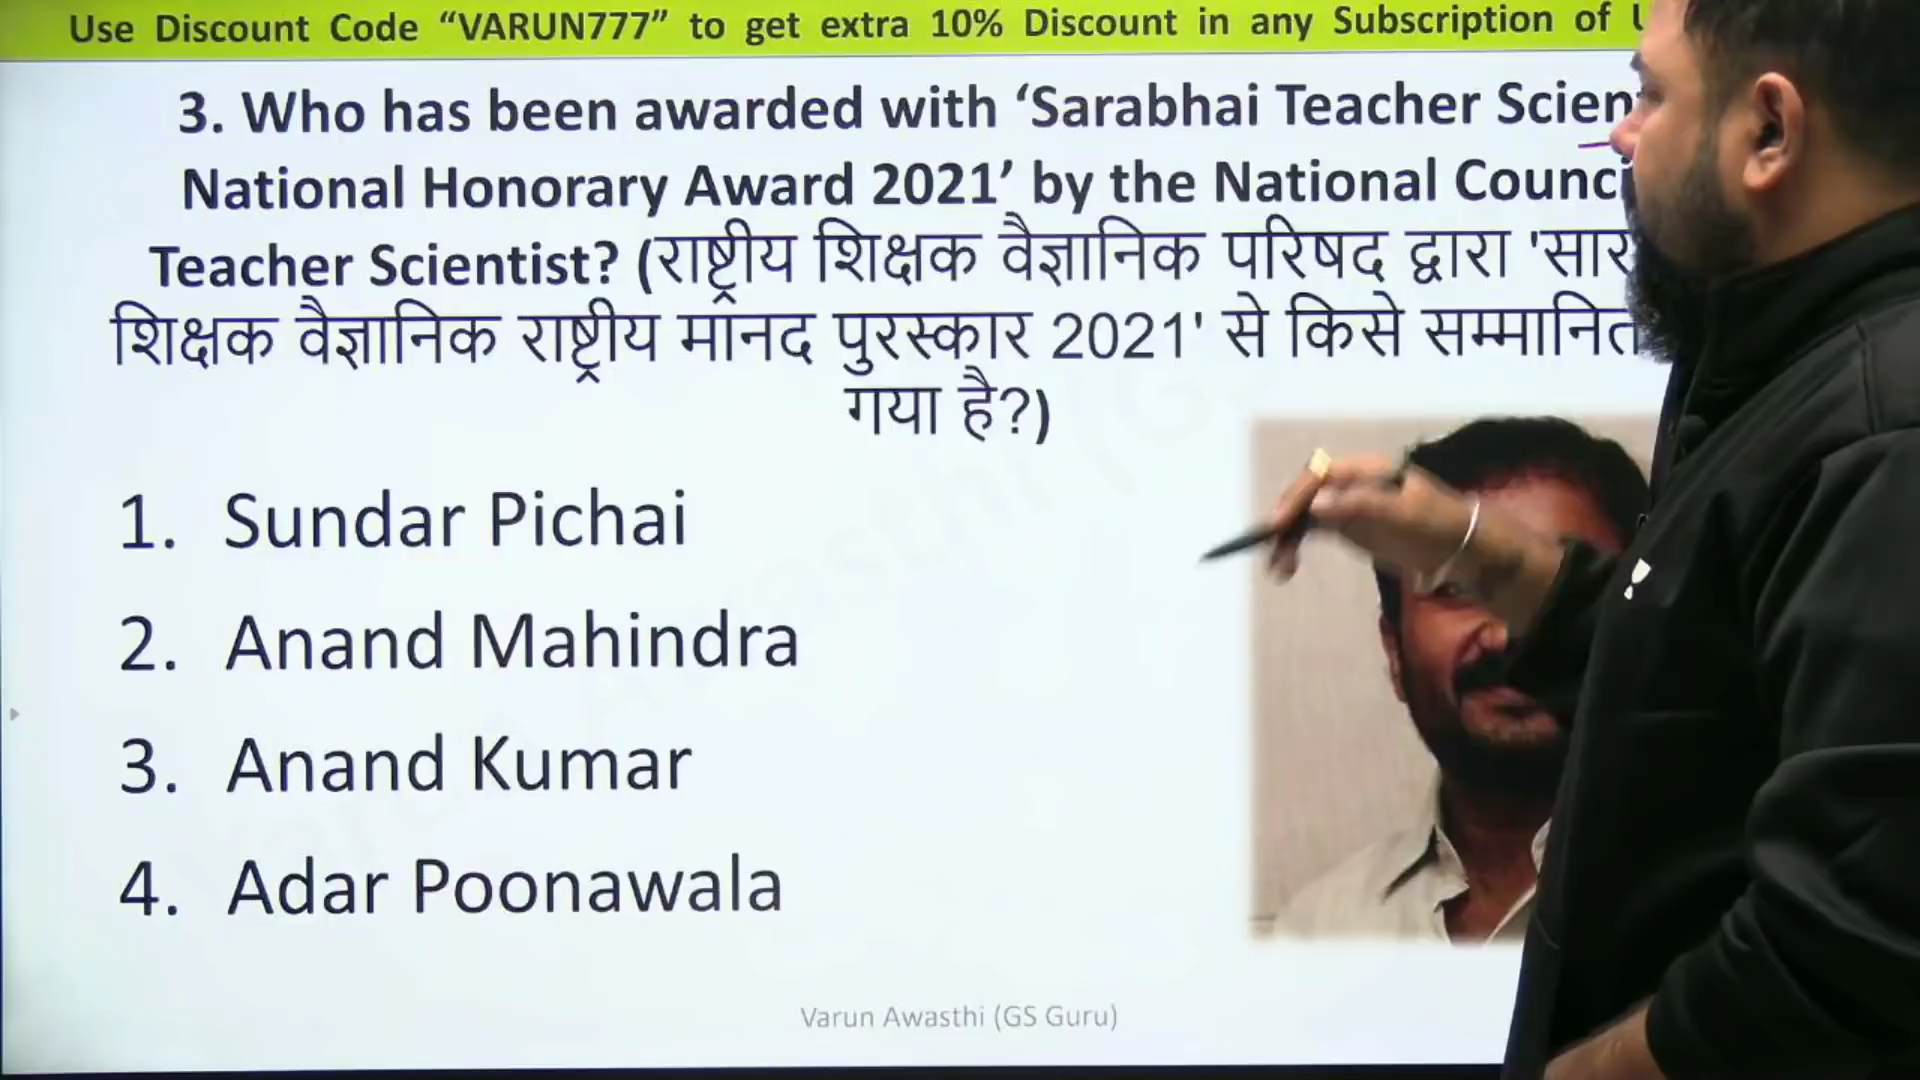 Use Discount Code “VARUN777” to get extra 10% Discount in any Subscription of
3. Who has been awarded with ‘Sarabhai Teacher
National Honorary Award 2021’ by the National
Teacher Scientist? (राष्ट्रीय शिक्षक वैज्ञानिक परिषद द्वारा
शिक्षक वैज्ञानिक राष्ट्रीय मानद पुरस्कार 2021' से किसे सम्मानित
गया है?)
1. Sundar Pichai
2. Anand Mahindra
3. Anand Kumar
4. Adar Poonawala
Varun Awasthi (GS Guru)